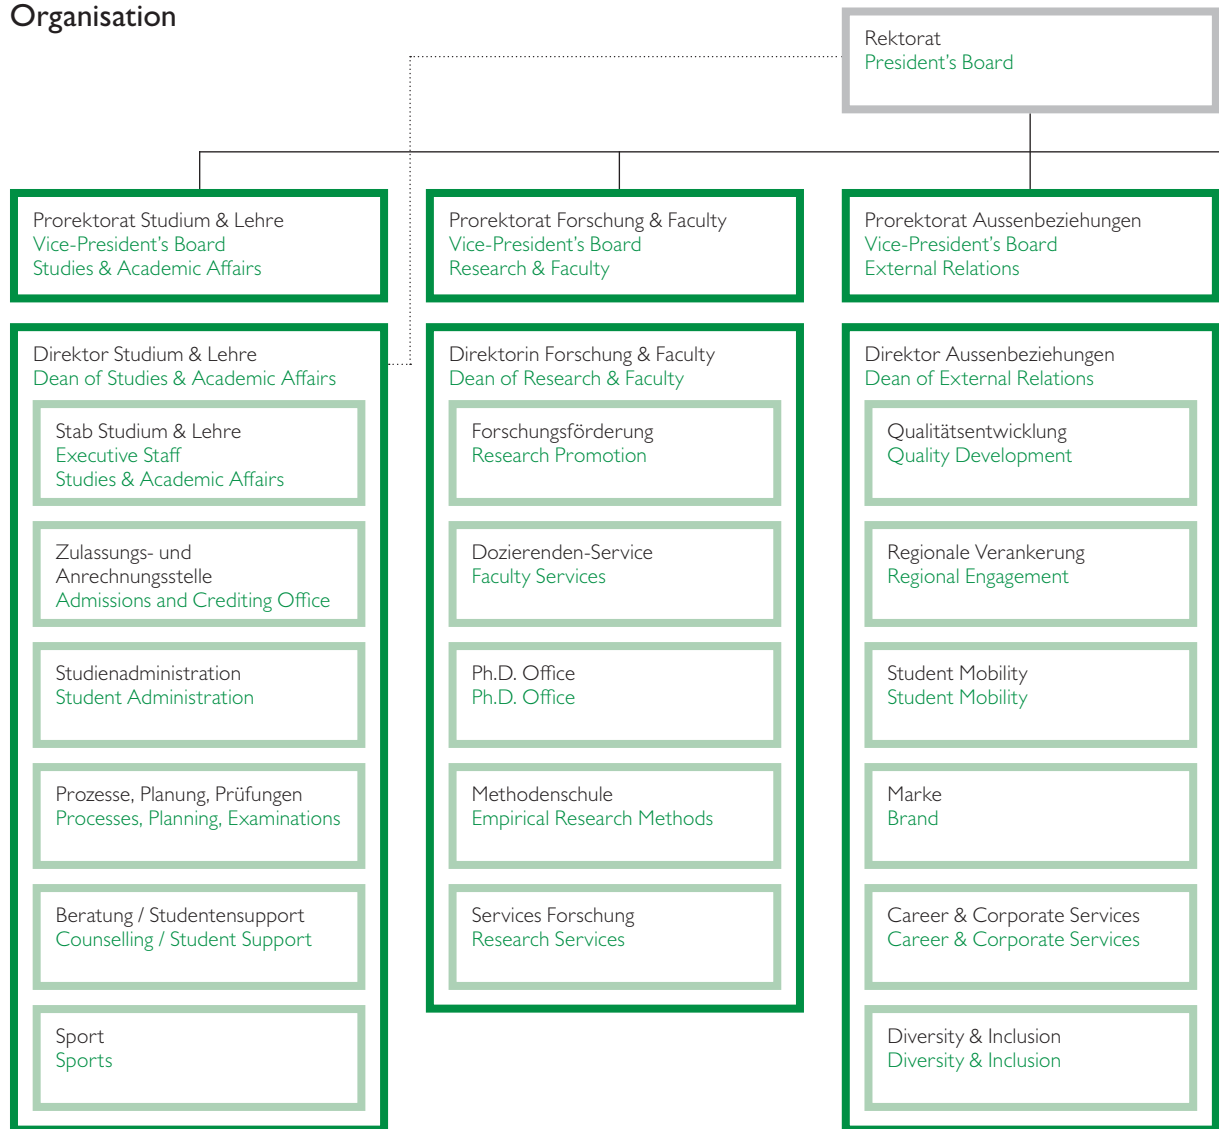 Organisation
Rektorat
President’s Board
Prorektorat Studium & Lehre
Vice-President’s Board
Studies & Academic Affairs
Prorektorat Forschung & Faculty
Vice-President’s Board
Research & Faculty
Prorektorat Aussenbeziehungen
Vice-President’s Board
External Relations
Direktor Studium & Lehre
Dean of Studies & Academic Affairs
Stab Studium & Lehre
Executive Staff
Studies & Academic Affairs
Zulassungs- und
Anrechnungsstelle
Admissions and Crediting Office
Studienadministration
Student Administration
Prozesse, Planung, Prüfungen
Processes, Planning, Examinations
Beratung / Studentensupport
Counselling / Student Support
Sport
Sports
Direktorin Forschung & Faculty
Dean of Research & Faculty
Forschungsförderung
Research Promotion
Dozierenden-Service
Faculty Services
Ph.D. Office
Ph.D. Office
Methodenschule
Empirical Research Methods
Services Forschung
Research Services
Direktor Aussenbeziehungen
Dean of External Relations
Qualitätsentwicklung
Quality Development
Regionale Verankerung
Regional Engagement
Student Mobility
Student Mobility
Marke
Brand
Career & Corporate Services
Career & Corporate Services
Diversity & Inclusion
Diversity & Inclusion